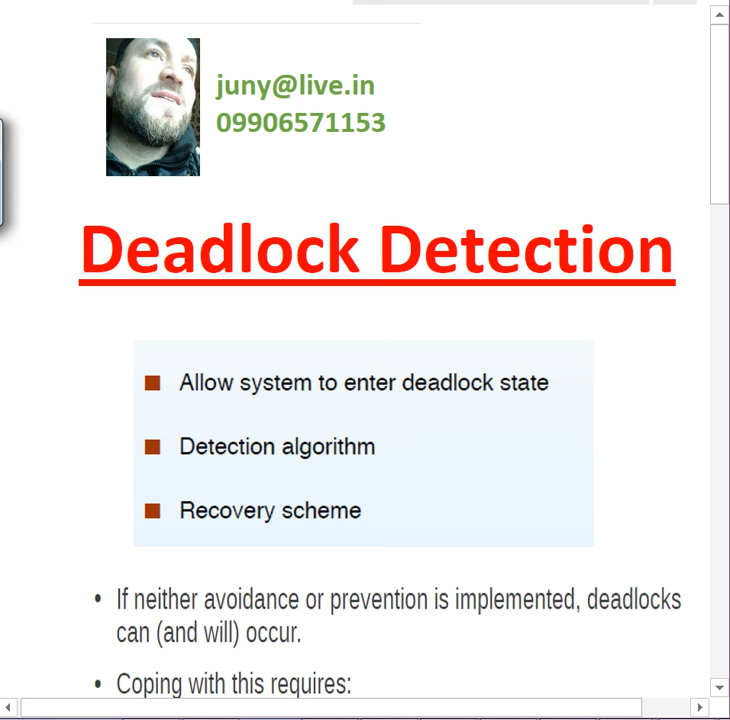 juny@live.in
09906571153
Deadlock Detection
■ Allow system to enter deadlock state
■ Detection algorithm
■ Recovery scheme
• If neither avoidance or prevention is implemented, deadlocks
can (and will) occur.
• Coping with this requires: